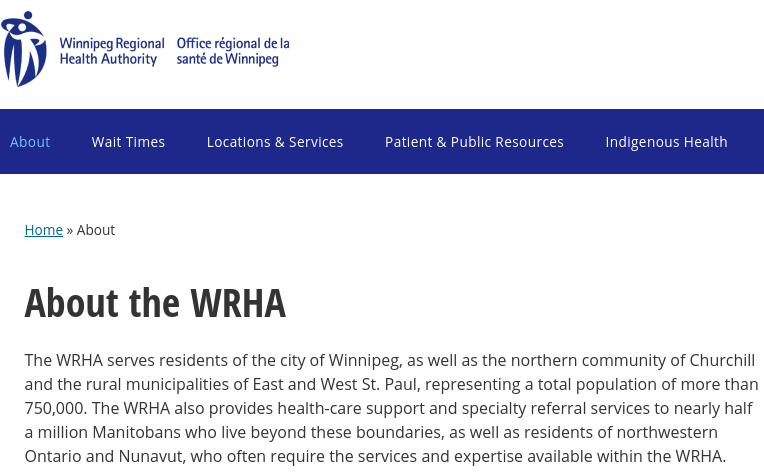 Winnipeg Regional Health Authority
Office régional de la santé de Winnipeg
About Wait Times Locations & Services Patient & Public Resources Indigenous Health
Home » About
About the WRHA
The WRHA serves residents of the city of Winnipeg, as well as the northern community of Churchill
and the rural municipalities of East and West St. Paul, representing a total population of more than
750,000. The WRHA also provides health-care support and specialty referral services to nearly half
a million Manitobans who live beyond these boundaries, as well as residents of northwestern
Ontario and Nunavut, who often require the services and expertise available within the WRHA.